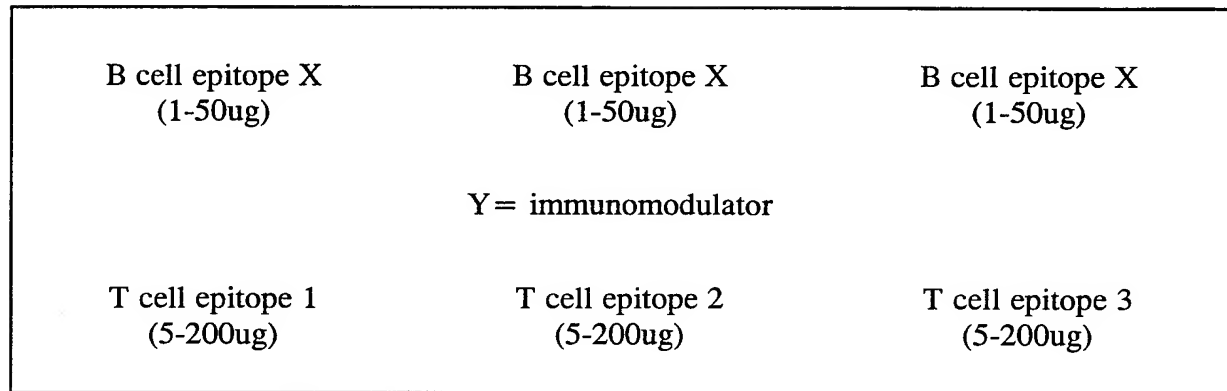 B cell epitope X B cell epitope X B cell epitope X
(1-50ug) (1-50ug) (1-50ug)
Y= immunomodulator
T cell epitope 1 T cell epitope 2 T cell epitope 3
(5-200ug) (5-200ug) (5-200ug)